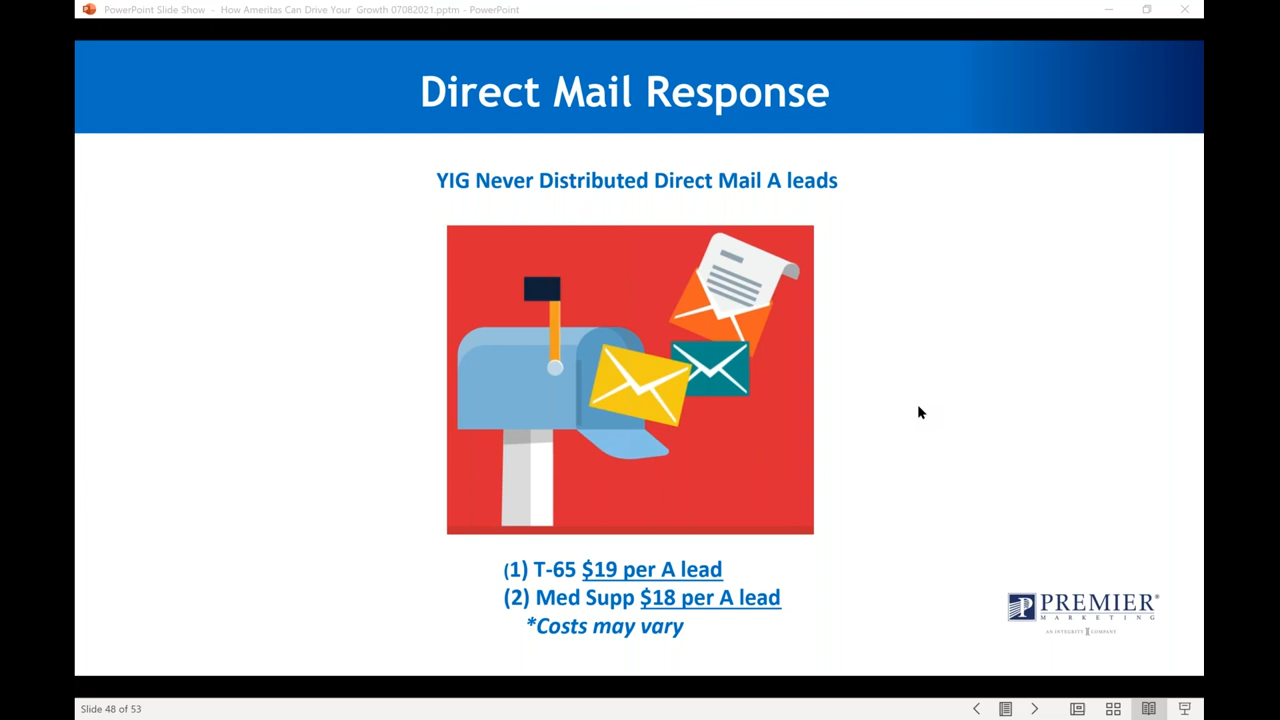 PowerPoint Slide Show - How Ameritas Can Drive Your Growth 07082021.pptm - PowerPoint
Direct Mail Response
YIG Never Distributed Direct Mail A leads
(1) T-65 $19 per A lead
(2) Med Supp $18 per A lead
*Costs may vary
PREMIER®
MARKETING
AN INTEGRITY COMPANY
Slide 48 of 53